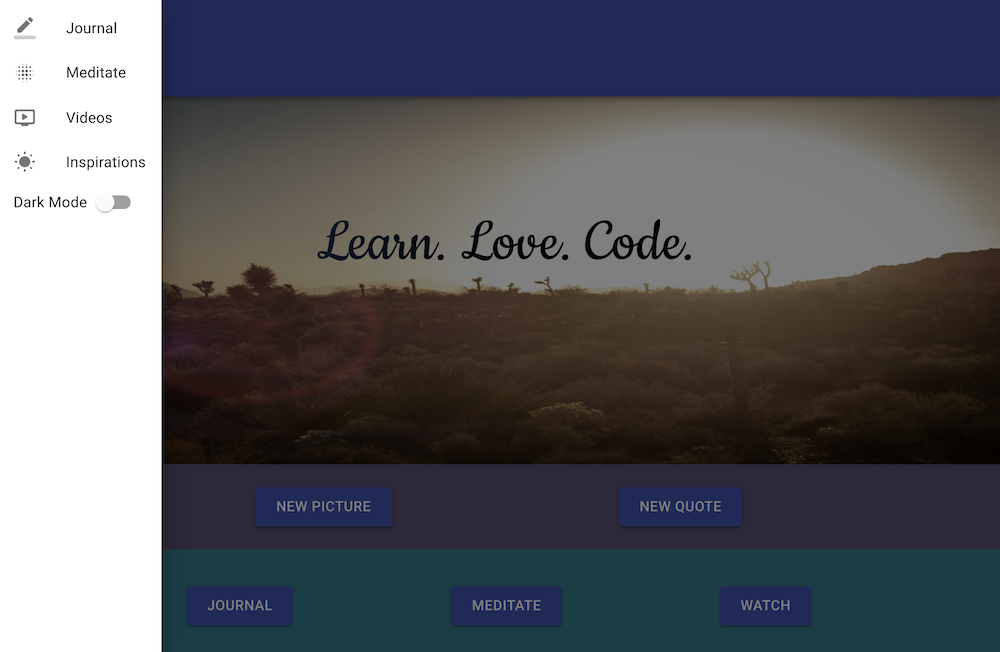 Journal
Meditate
Videos
Inspirations
Dark Mode
Learn. Love. Code.
NEW PICTURE
NEW QUOTE
JOURNAL
MEDITATE
WATCH